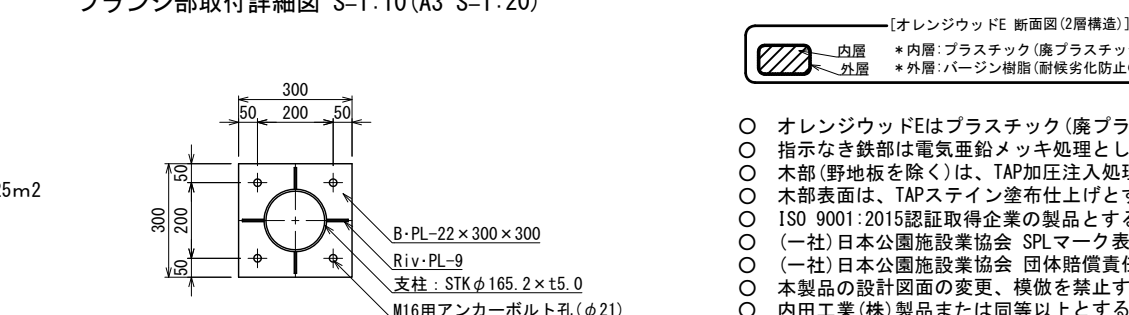 フランジ部取付詳細図 S=1:10(A3 S=1:20)
300
50 200 50
50
300
200
50
25m2
B･PL-22×300×300
Riv･PL-9
支柱：STKφ165.2×t5.0
M16用アンカーボルト孔(φ21)
[オレンジウッドE 断面図(2層構造)]
内層 ＊内層:プラスチック(廃プラスチッ
外層 ＊外層:バージン樹脂(耐候劣化防止
○ オレンジウッドEはプラスチック(廃プラ
○ 指示なき鉄部は電気亜鉛メッキ処理とし
○ 木部(野地板を除く)は、TAP加圧注入処理
○ 木部表面は、TAPステイン塗布仕上げとす
○ ISO 9001:2015認証取得企業の製品とする
○ (一社)日本公園施設業協会 SPLマーク表
○ (一社)日本公園施設業協会 団体賠償責任
○ 本製品の設計図面の変更、模倣を禁止す
○ 内田工業(株)製品または同等以上とする